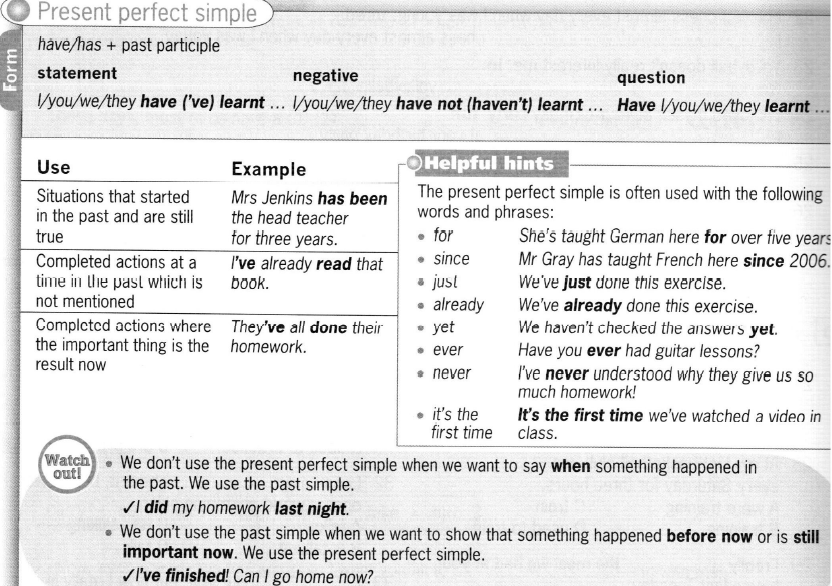 Present perfect simple
Form
have/has + past participle
statement
negative
question
I/you/we/they have ('ve) learnt ...
I/you/we/they have not (haven't) learnt ...
Have I/you/we/they learnt ...
Use
Example
Situations that started
in the past and are still
true
Mrs Jenkins has been
the head teacher
for three years.
Completed actions at a
time in the past which is
not mentioned
I've already read that
book.
Completed actions where
the important thing is the
result now
They've all done their
homework.
Helpful hints
The present perfect simple is often used with the following
words and phrases:
• for She's taught German here for over five years
• since Mr Gray has taught French here since 2006.
• just We've just done this exercise.
• already We've already done this exercise.
• yet We haven't checked the answers yet.
• ever Have you ever had guitar lessons?
• never I've never understood why they give us so
much homework!
• it's the
first time
It's the first time we've watched a video in
class.
Watch
out!
• We don't use the present perfect simple when we want to say when something happened in
the past. We use the past simple.
✓I did my homework last night.
• We don't use the past simple when we want to show that something happened before now or is still
important now. We use the present perfect simple.
✓I've finished! Can I go home now?